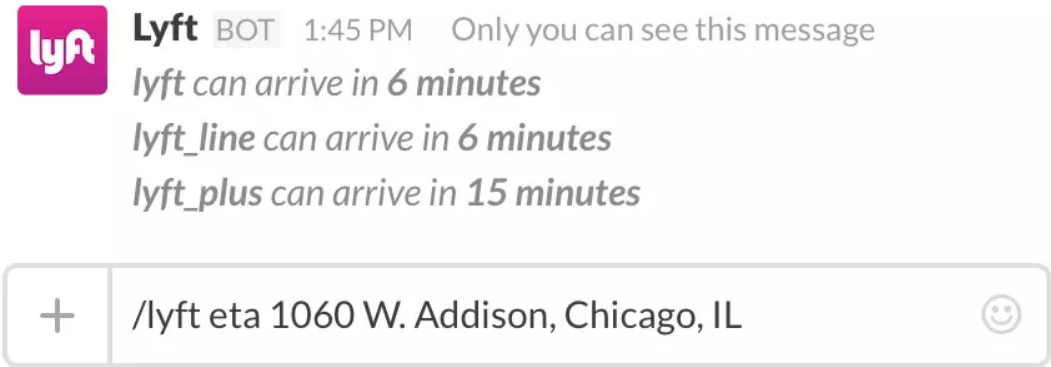 lyft
Lyft BOT 1:45 PM Only you can see this message
lyft can arrive in 6 minutes
lyft_line can arrive in 6 minutes
lyft_plus can arrive in 15 minutes
+ /lyft eta 1060 W. Addison, Chicago, IL